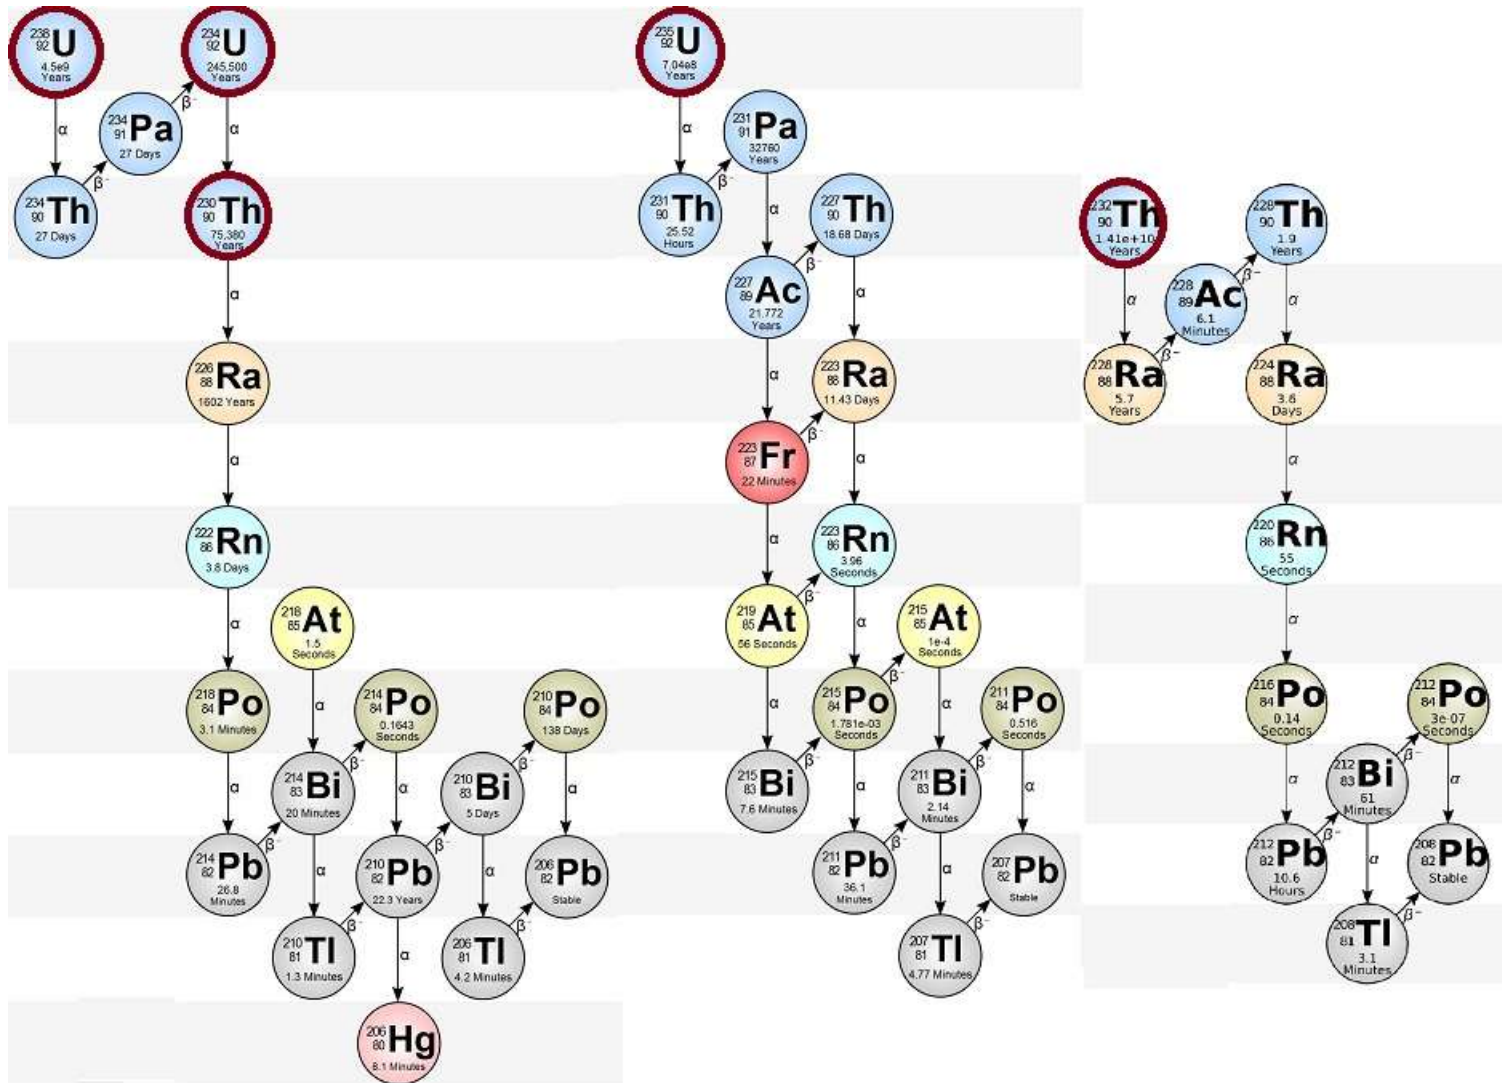 238 92 U
4.5e9
Years
α
234 90 Th
27 Days
β-
234 91 Pa
27 Days
β-
234 92 U
245,500
Years
α
230 90 Th
75,380
Years
α
226 88 Ra
1602 Years
α
222 86 Rn
3.8 Days
α
218 84 Po
3.1 Minutes
α
214 82 Pb
26.8
Minutes
β-
218 85 At
1.5
Seconds
α
214 83 Bi
20 Minutes
α
210 81 Tl
1.3 Minutes
β-
β-
214 84 Po
0.1643
Seconds
α
210 82 Pb
22.3 Years
α
206 80 Hg
8.1 Minutes
β-
210 83 Bi
5 Days
α
206 81 Tl
4.2 Minutes
β-
β-
210 84 Po
138 Days
α
206 82 Pb
Stable
235 92 U
7.04e8
Years
α
231 90 Th
25.52
Hours
β-
231 91 Pa
32760
Years
α
227 89 Ac
21.772
Years
β-
227 90 Th
18.68 Days
α
α
223 87 Fr
22 Minutes
β-
223 88 Ra
11.43 Days
α
α
219 85 At
56 Seconds
β-
223 86 Rn
3.96
Seconds
α
α
215 83 Bi
7.6 Minutes
β-
215 84 Po
1.781e-03
Seconds
β-
215 85 At
1e-4
Seconds
α
α
211 82 Pb
36.1
Minutes
β-
211 83 Bi
2.14
Minutes
β-
211 84 Po
0.516
Seconds
α
α
207 81 Tl
4.77 Minutes
β-
207 82 Pb
Stable
232 90 Th
1.41e+10
Years
α
228 88 Ra
5.7
Years
β-
228 89 Ac
6.1
Minutes
β-
228 90 Th
1.9
Years
α
224 88 Ra
3.6
Days
α
220 86 Rn
55
Seconds
α
216 84 Po
0.14
Seconds
α
212 82 Pb
10.6
Hours
β-
212 83 Bi
61
Minutes
β-
212 84 Po
3e-07
Seconds
α
α
208 81 Tl
3.1
Minutes
β-
208 82 Pb
Stable